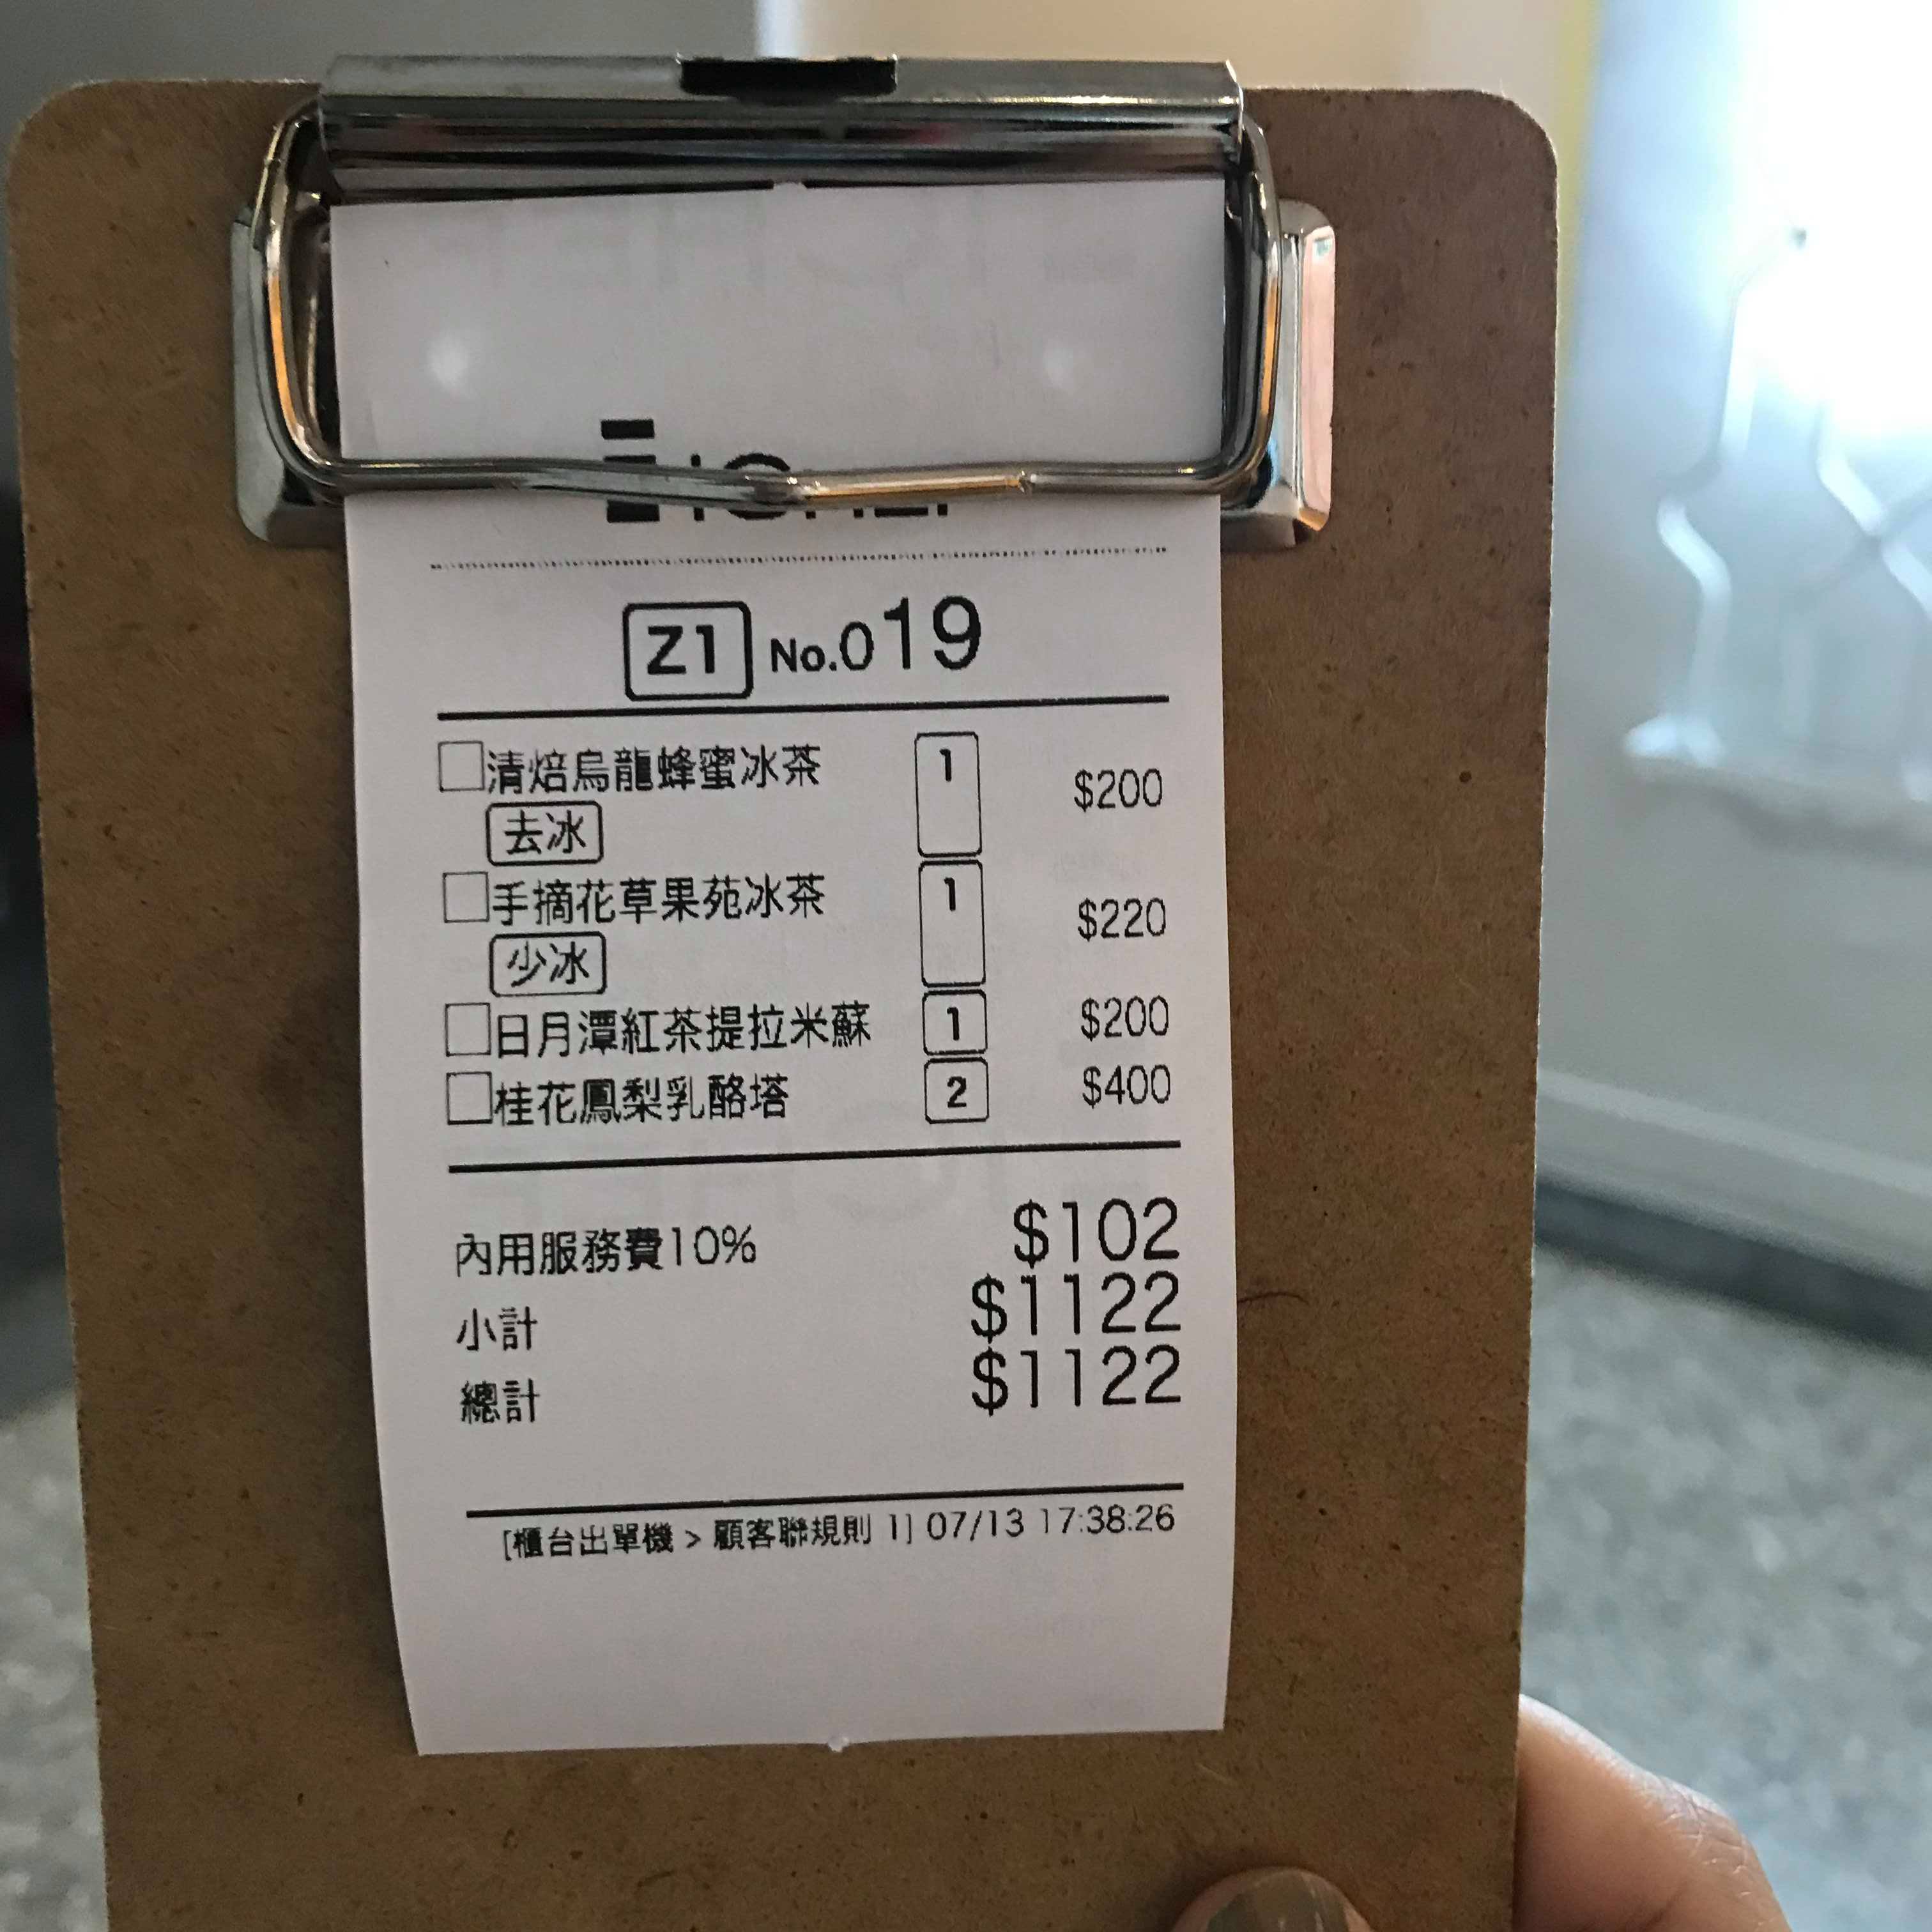 Z1 No.019
清焙烏龍蜂蜜冰茶 1 $200
去冰
手摘花草果苑冰茶 1 $220
少冰
日月潭紅茶提拉米蘇 1 $200
桂花鳳梨乳酪塔 2 $400
內用服務費10% $102
小計 $1122
總計 $1122
[櫃台出單機 > 顧客聯規則 1] 07/13 17:38:26